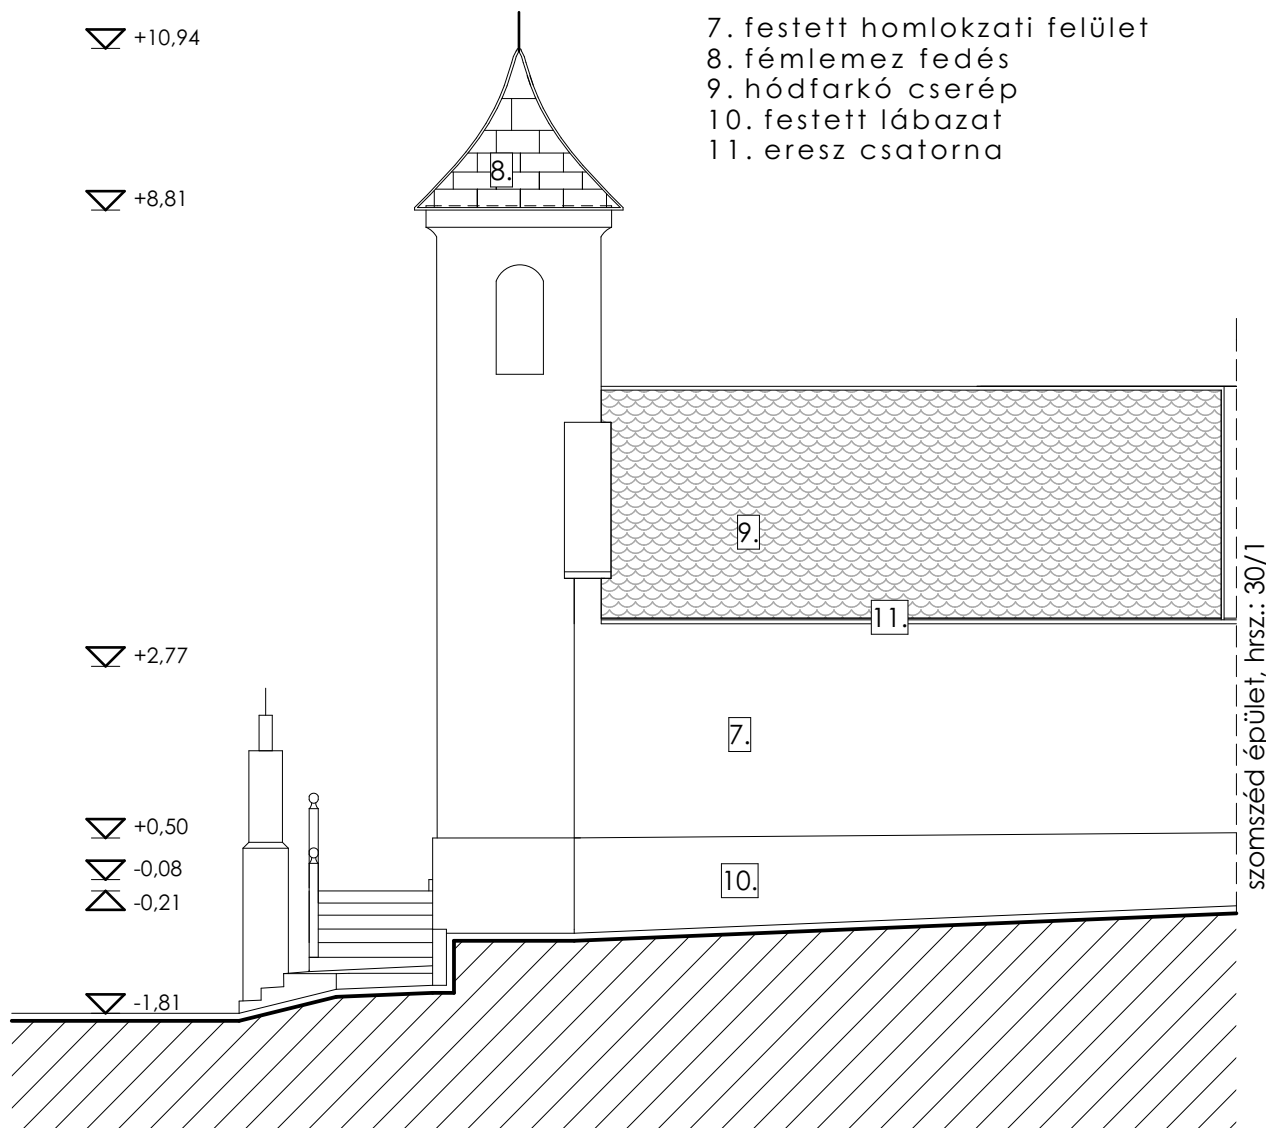 7. festett homlokzati felület
8. fémlemez fedés
9. hódfarkó cserép
10. festett lábazat
11. eresz csatorna
+10,94
+8,81
8.
9.
11.
+2,77
7.
+0,50
-0,08
10.
-0,21
-1,81
szomszéd épület, hrsz.: 30/1